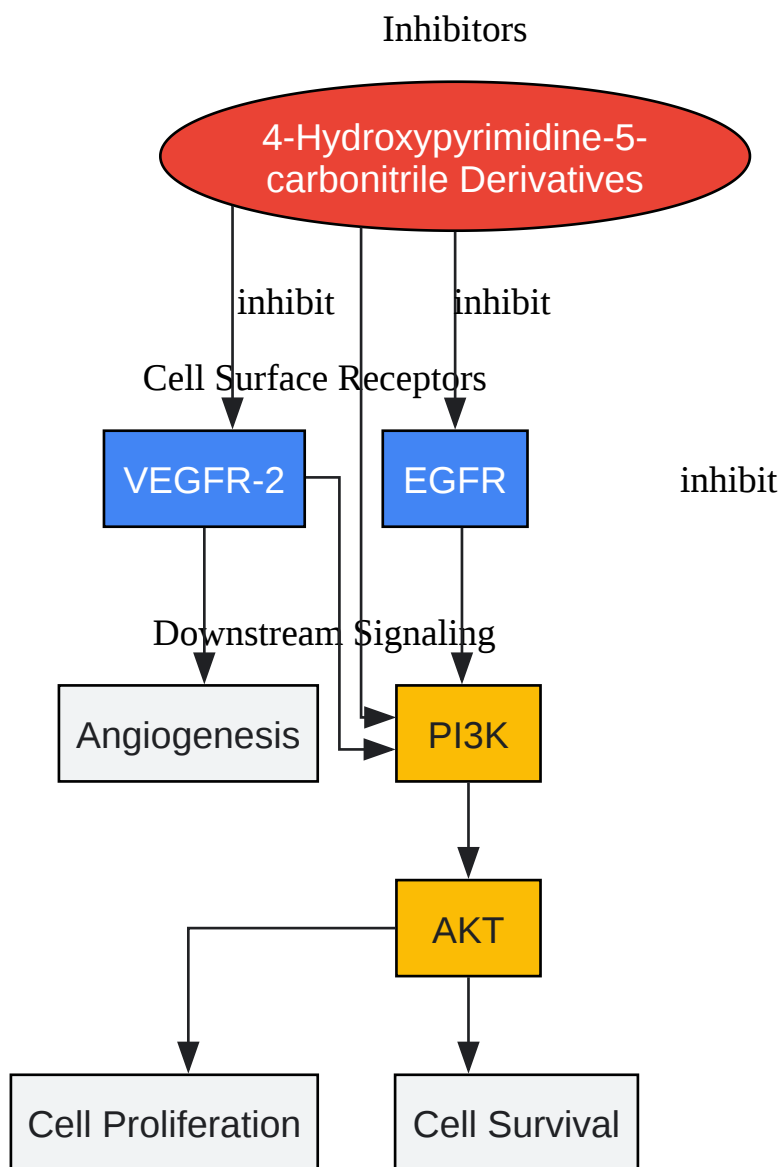 Inhibitors
4-Hydroxypyrimidine-5-
carbonitrile Derivatives
inhibit
inhibit
Cell Surface Receptors
VEGFR-2
EGFR
inhibit
Downstream Signaling
Angiogenesis
PI3K
AKT
Cell Proliferation
Cell Survival